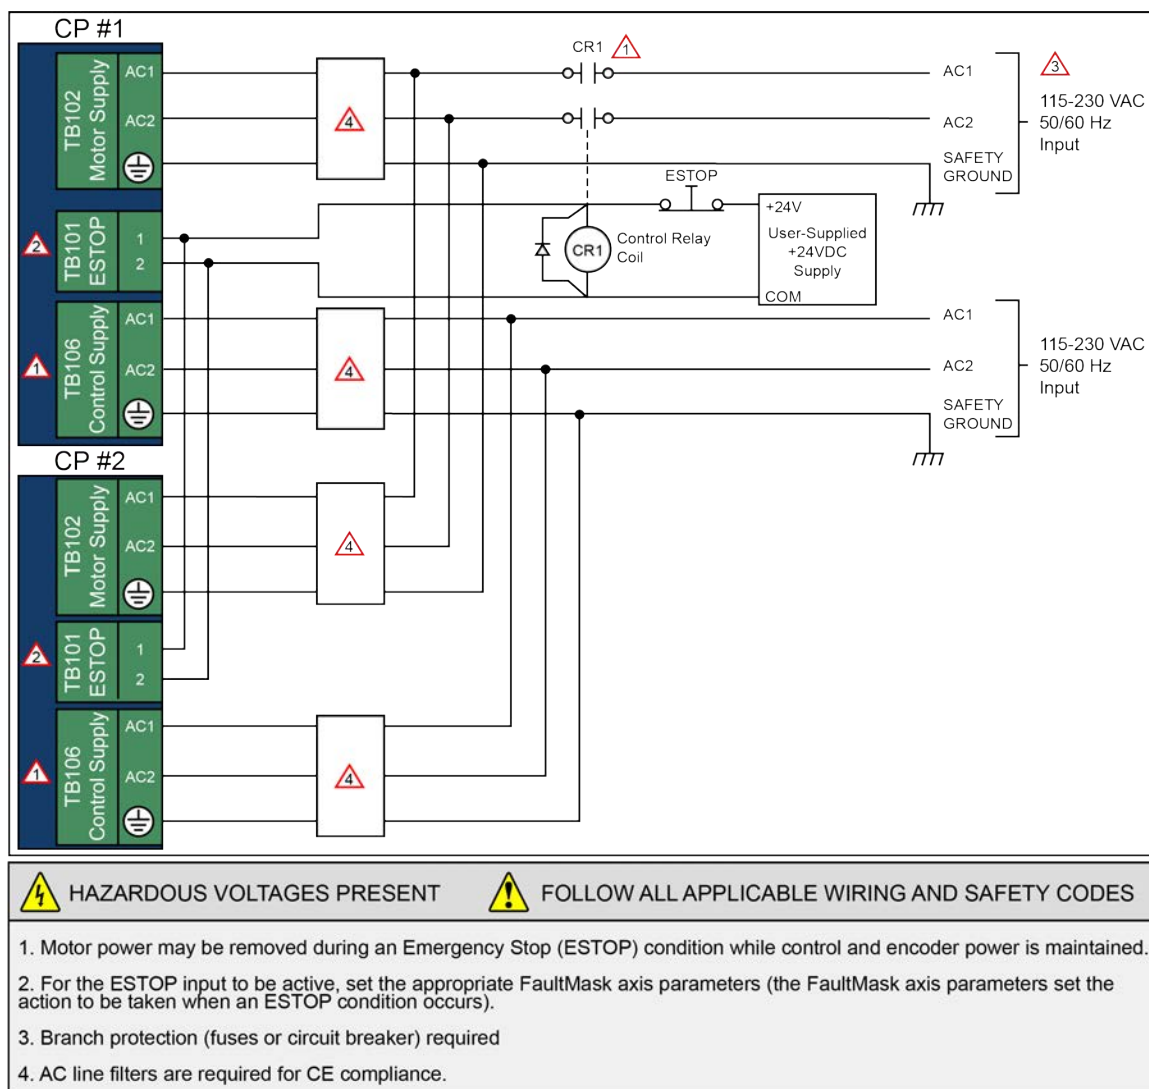 CP #1
TB102
Motor Supply
AC1
AC2
4
CR1
1
AC1
AC2
SAFETY
GROUND
3
115-230 VAC
50/60 Hz
Input
2
TB101
ESTOP
1
2
ESTOP
CR1
Control Relay
Coil
+24V
User-Supplied
+24VDC
Supply
COM
1
TB106
Control Supply
AC1
AC2
4
AC1
AC2
SAFETY
GROUND
115-230 VAC
50/60 Hz
Input
CP #2
TB102
Motor Supply
AC1
AC2
4
2
TB101
ESTOP
1
2
1
TB106
Control Supply
AC1
AC2
4
HAZARDOUS VOLTAGES PRESENT
FOLLOW ALL APPLICABLE WIRING AND SAFETY CODES
1. Motor power may be removed during an Emergency Stop (ESTOP) condition while control and encoder power is maintained.
2. For the ESTOP input to be active, set the appropriate FaultMask axis parameters (the FaultMask axis parameters set the
action to be taken when an ESTOP condition occurs).
3. Branch protection (fuses or circuit breaker) required
4. AC line filters are required for CE compliance.